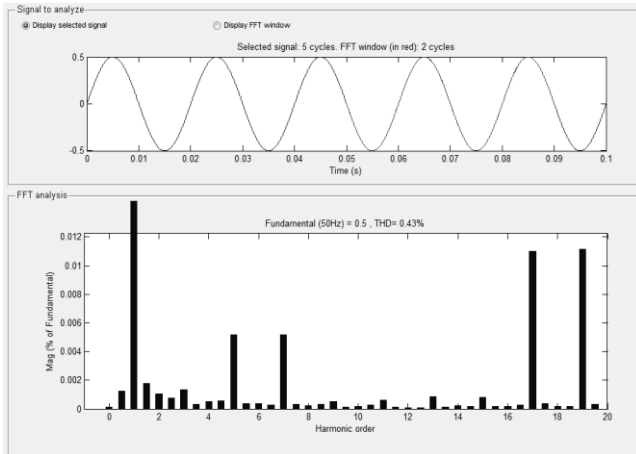 Signal to analyze
Display selected signal
Display FFT window
Selected signal: 5 cycles. FFT window (in red): 2 cycles
0.5
0
-0.5
0 0.01 0.02 0.03 0.04 0.05 0.06 0.07 0.08 0.09 0.1
Time (s)
FFT analysis
Fundamental (50Hz) = 0.5 , THD= 0.43%
Mag (% of Fundamental)
0.012
0.01
0.008
0.006
0.004
0.002
0
0 2 4 6 8 10 12 14 16 18 20
Harmonic order